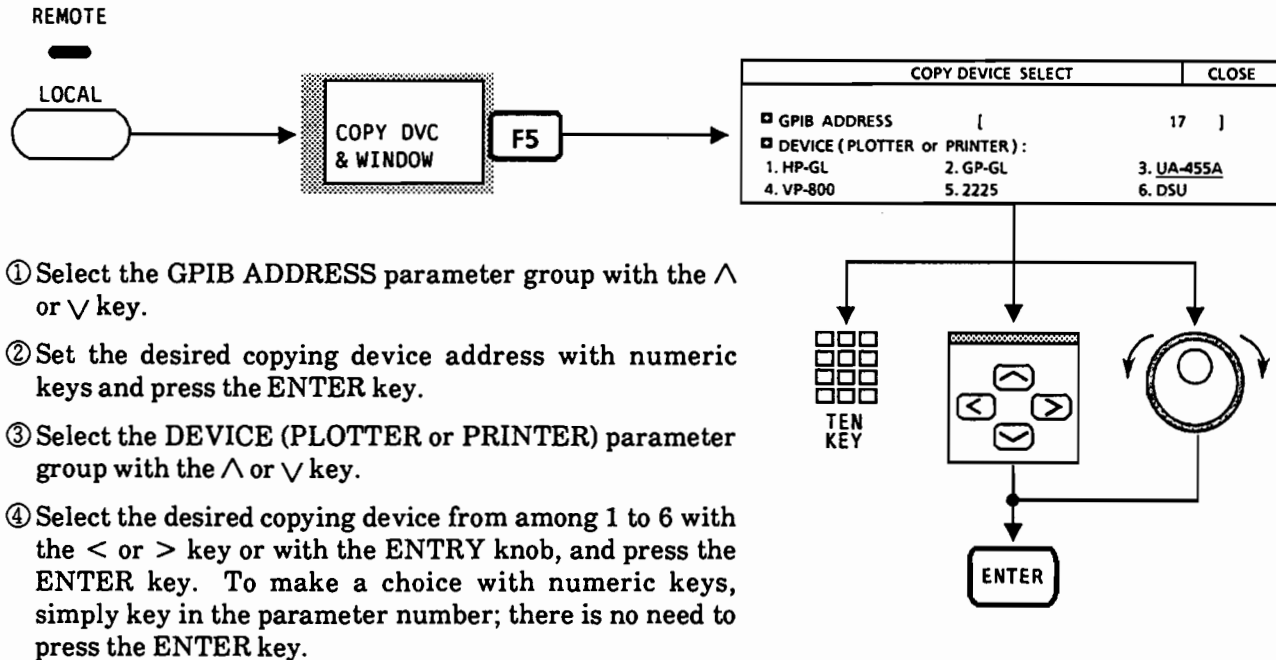 REMOTE
LOCAL
COPY DVC
& WINDOW
F5
COPY DEVICE SELECT CLOSE
GPIB ADDRESS [ 17 ]
DEVICE (PLOTTER or PRINTER) :
1. HP-GL 2. GP-GL 3. UA-455A
4. VP-800 5. 2225 6. DSU
① Select the GPIB ADDRESS parameter group with the ∧
or ∨ key.
② Set the desired copying device address with numeric
keys and press the ENTER key.
③ Select the DEVICE (PLOTTER or PRINTER) parameter
group with the ∧ or ∨ key.
④ Select the desired copying device from among 1 to 6 with
the < or > key or with the ENTRY knob, and press the
ENTER key. To make a choice with numeric keys,
simply key in the parameter number; there is no need to
press the ENTER key.
TEN
KEY
ENTER